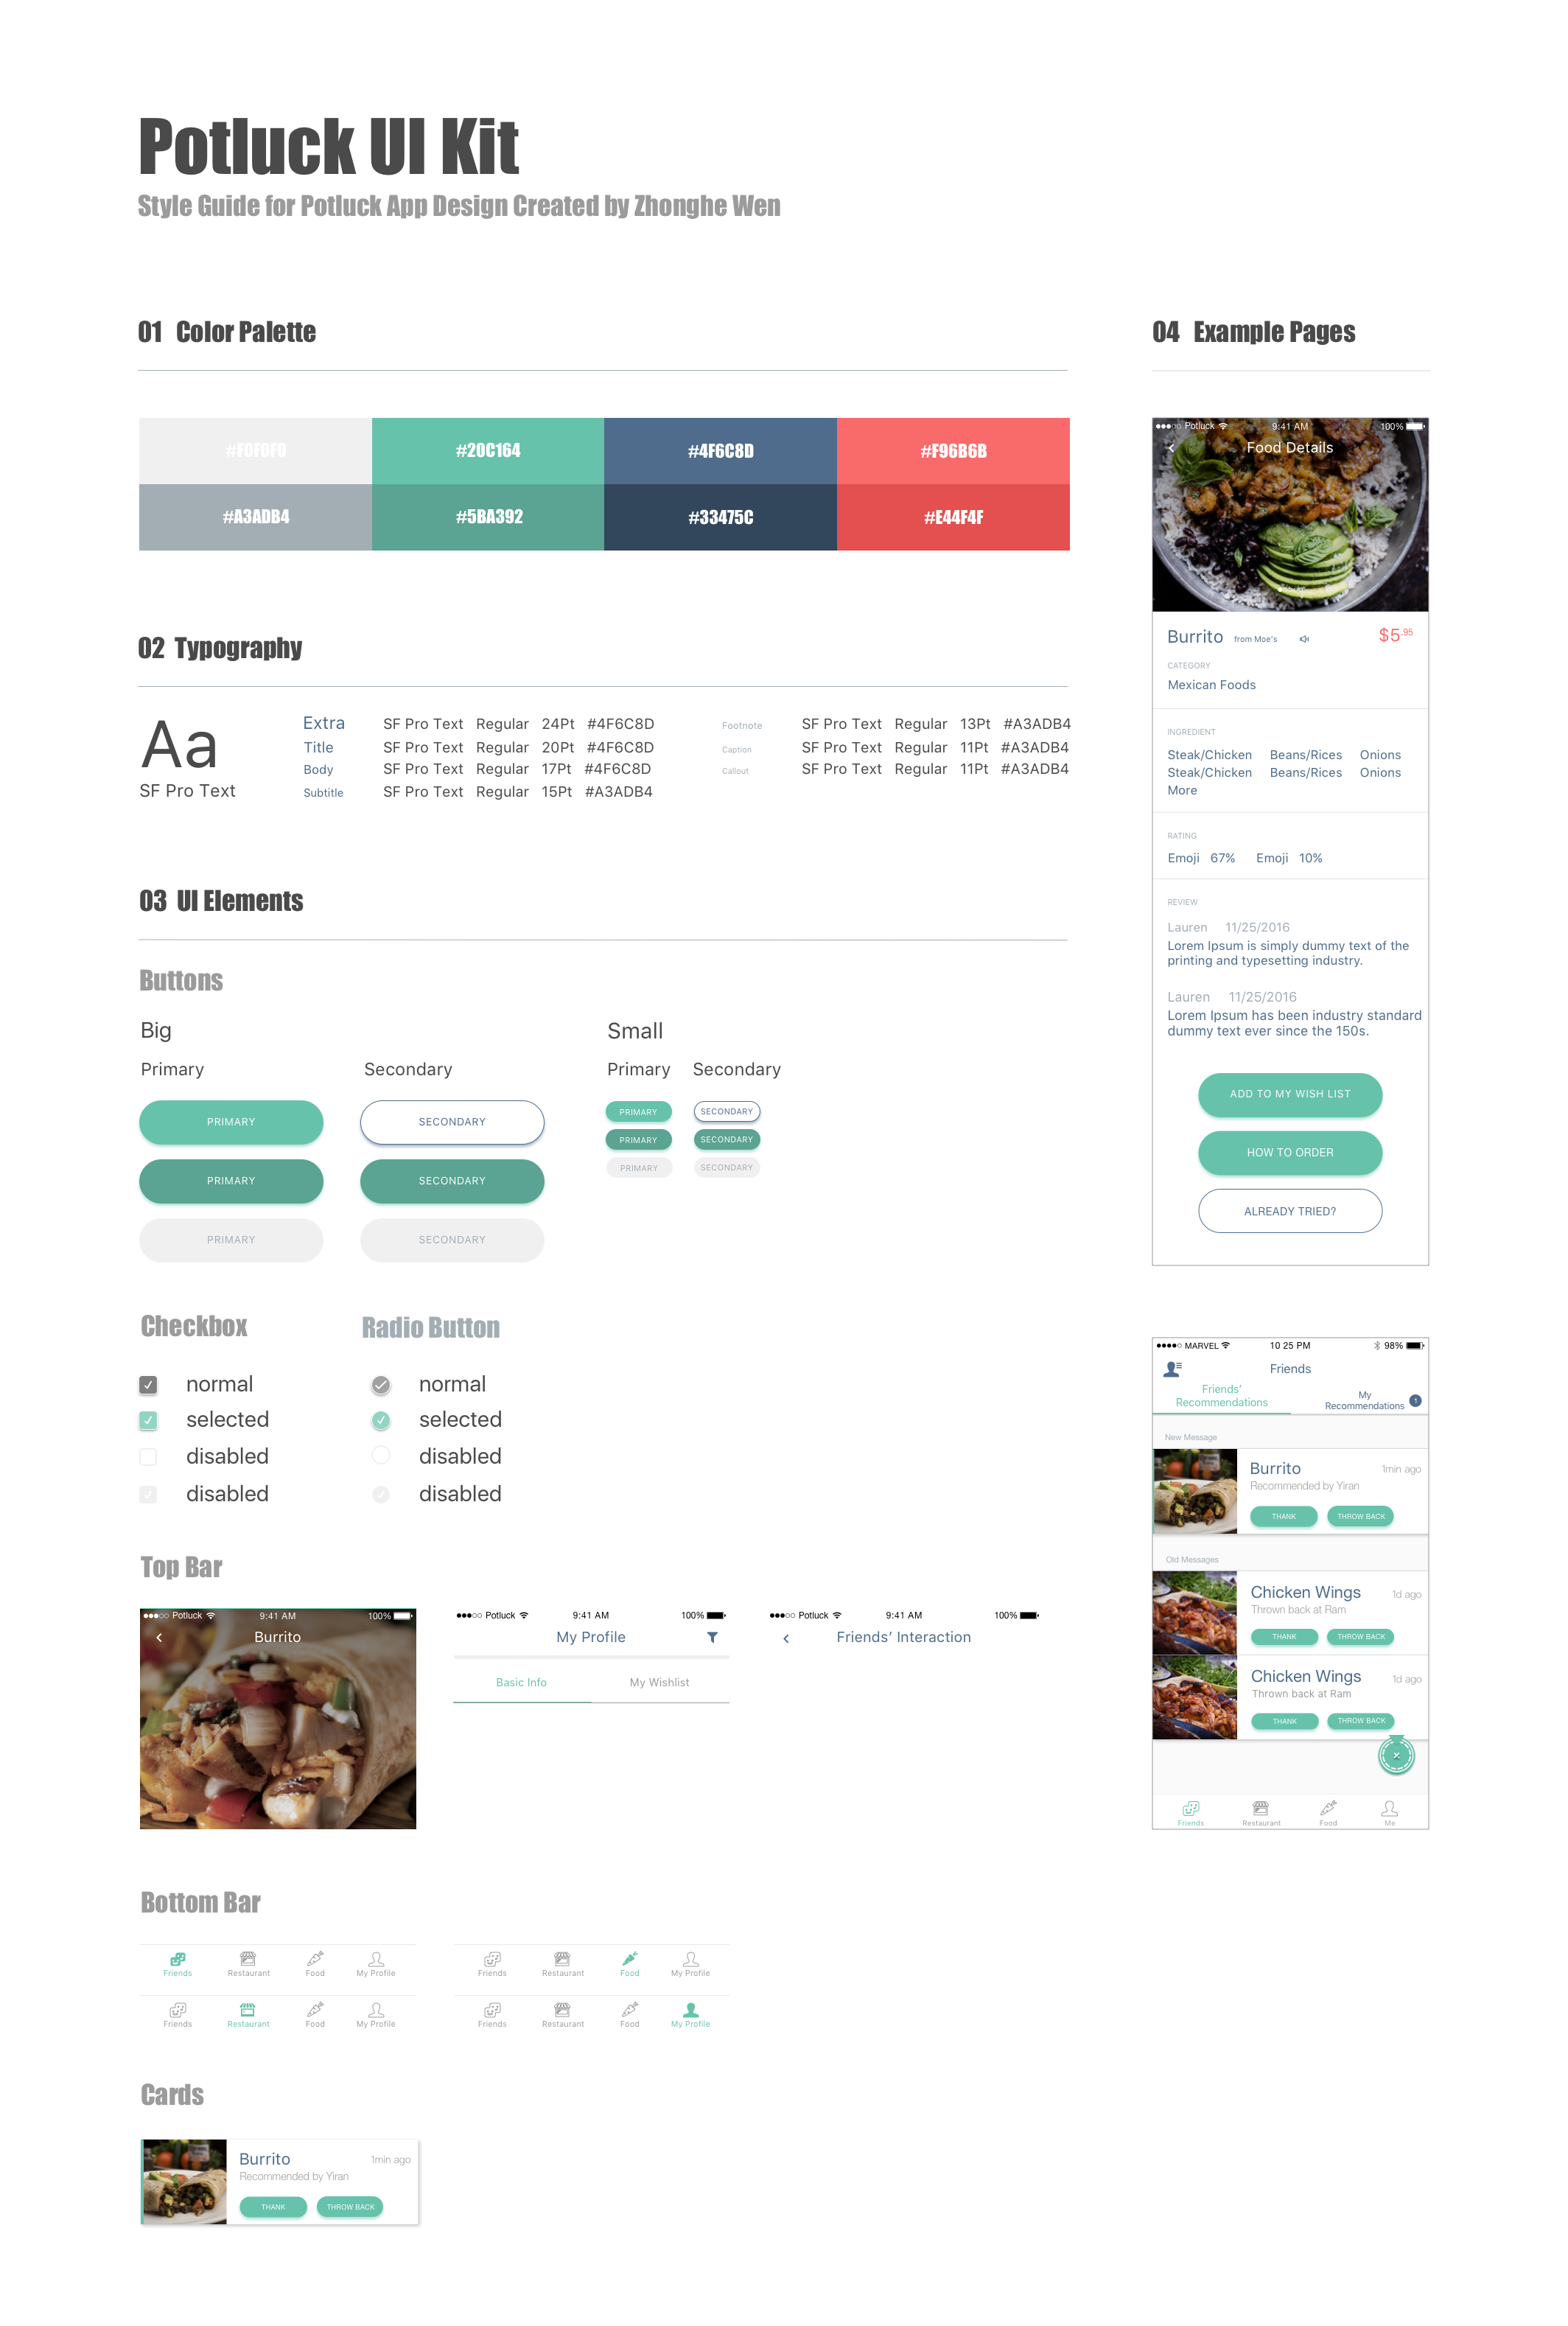 Potluck UI Kit
Style Guide for Potluck App Design Created by Zhonghe Wen
01 Color Palette
#F0F0F0 #20C164 #4F6C8D #F96B6B
#A3ADB4 #5BA392 #33475C #E44F4F
02 Typography
Aa
SF Pro Text
Extra SF Pro Text Regular 24Pt #4F6C8D
Title SF Pro Text Regular 20Pt #4F6C8D
Body SF Pro Text Regular 17Pt #4F6C8D
Subtitle SF Pro Text Regular 15Pt #A3ADB4
Footnote SF Pro Text Regular 13Pt #A3ADB4
Caption SF Pro Text Regular 11Pt #A3ADB4
Callout SF Pro Text Regular 11Pt #A3ADB4
03 UI Elements
Buttons
Big Small
Primary Secondary Primary Secondary
PRIMARY SECONDARY PRIMARY SECONDARY
PRIMARY SECONDARY PRIMARY SECONDARY
PRIMARY SECONDARY PRIMARY SECONDARY
Checkbox Radio Button
normal normal
selected selected
disabled disabled
disabled disabled
Top Bar
Potluck 9:41 AM 100%
Burrito
Potluck 9:41 AM 100%
My Profile
Basic Info My Wishlist
Potluck 9:41 AM 100%
Friends' Interaction
Bottom Bar
Friends Restaurant Food My Profile
Friends Restaurant Food My Profile
Friends Restaurant Food My Profile
Friends Restaurant Food My Profile
Cards
Burrito 1min ago
Recommended by Yiran
THANK THROW BACK
04 Example Pages
Potluck 9:41 AM 100%
Food Details
Burrito from Moe's $5.95
CATEGORY
Mexican Foods
INGREDIENT
Steak/Chicken Beans/Rices Onions
Steak/Chicken Beans/Rices Onions
More
RATING
Emoji 67% Emoji 10%
REVIEW
Lauren 11/25/2016
Lorem Ipsum is simply dummy text of the
printing and typesetting industry.
Lauren 11/25/2016
Lorem Ipsum has been industry standard
dummy text ever since the 150s.
ADD TO MY WISH LIST
HOW TO ORDER
ALREADY TRIED?
MARVEL 10 25 PM 98%
Friends
Friends'
Recommendations
My
Recommendations 1
New Message
Burrito 1min ago
Recommended by Yiran
THANK THROW BACK
Old Messages
Chicken Wings 1d ago
Thrown back at Ram
THANK THROW BACK
Chicken Wings 1d ago
Thrown back at Ram
THANK THROW BACK
Friends Restaurant Food Me